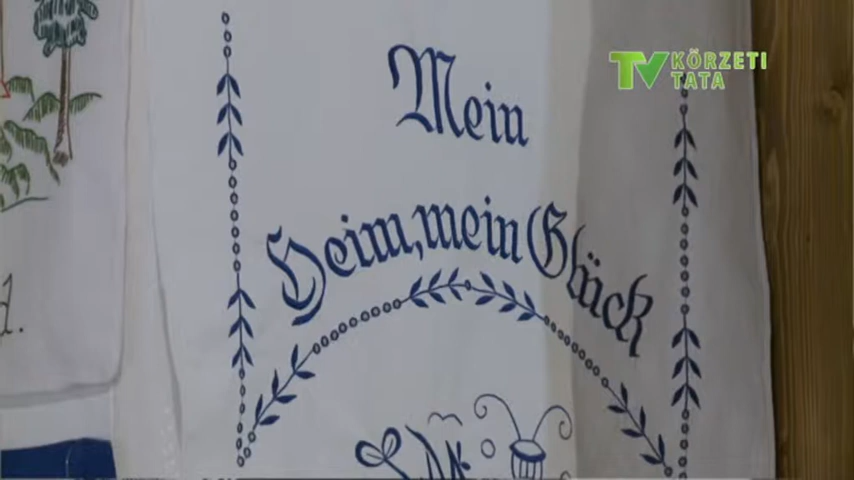 Mein
Heim, mein Glück
d.
TV KÖRZETI
TATA